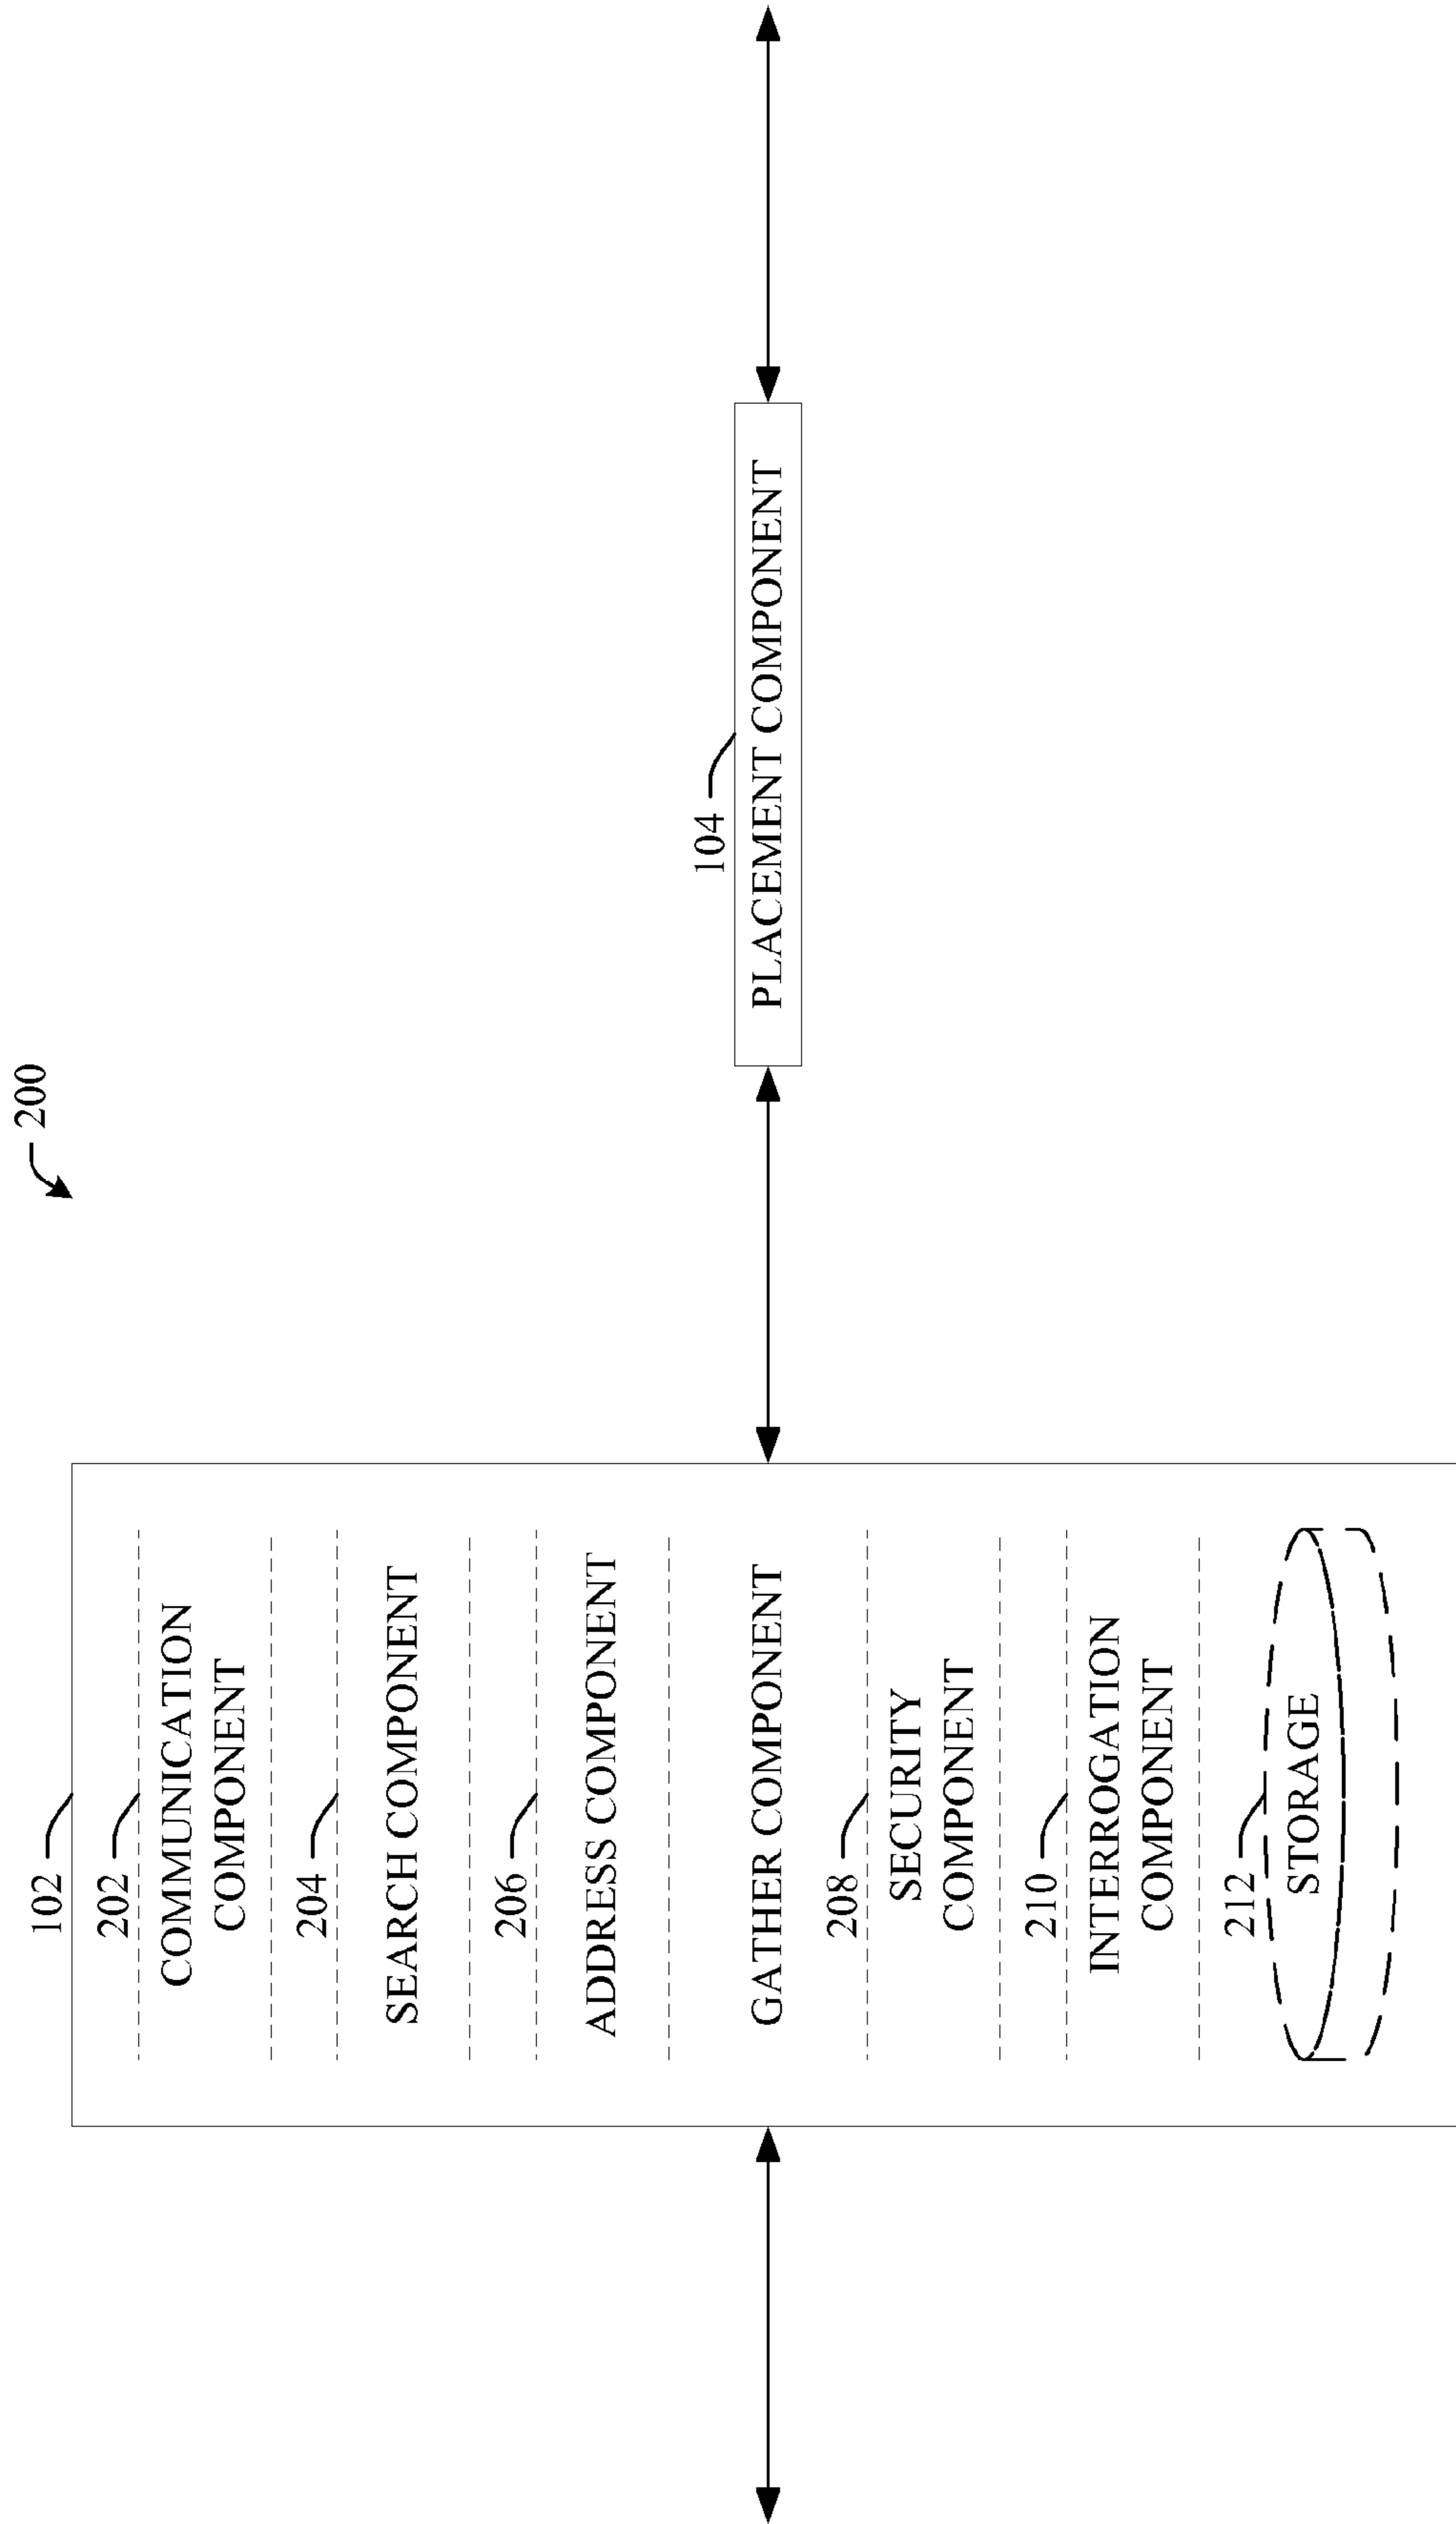 200
102
202
COMMUNICATION
COMPONENT
204
SEARCH COMPONENT
206
ADDRESS COMPONENT
GATHER COMPONENT
208
SECURITY
COMPONENT
210
INTERROGATION
COMPONENT
212
STORAGE
104
PLACEMENT COMPONENT